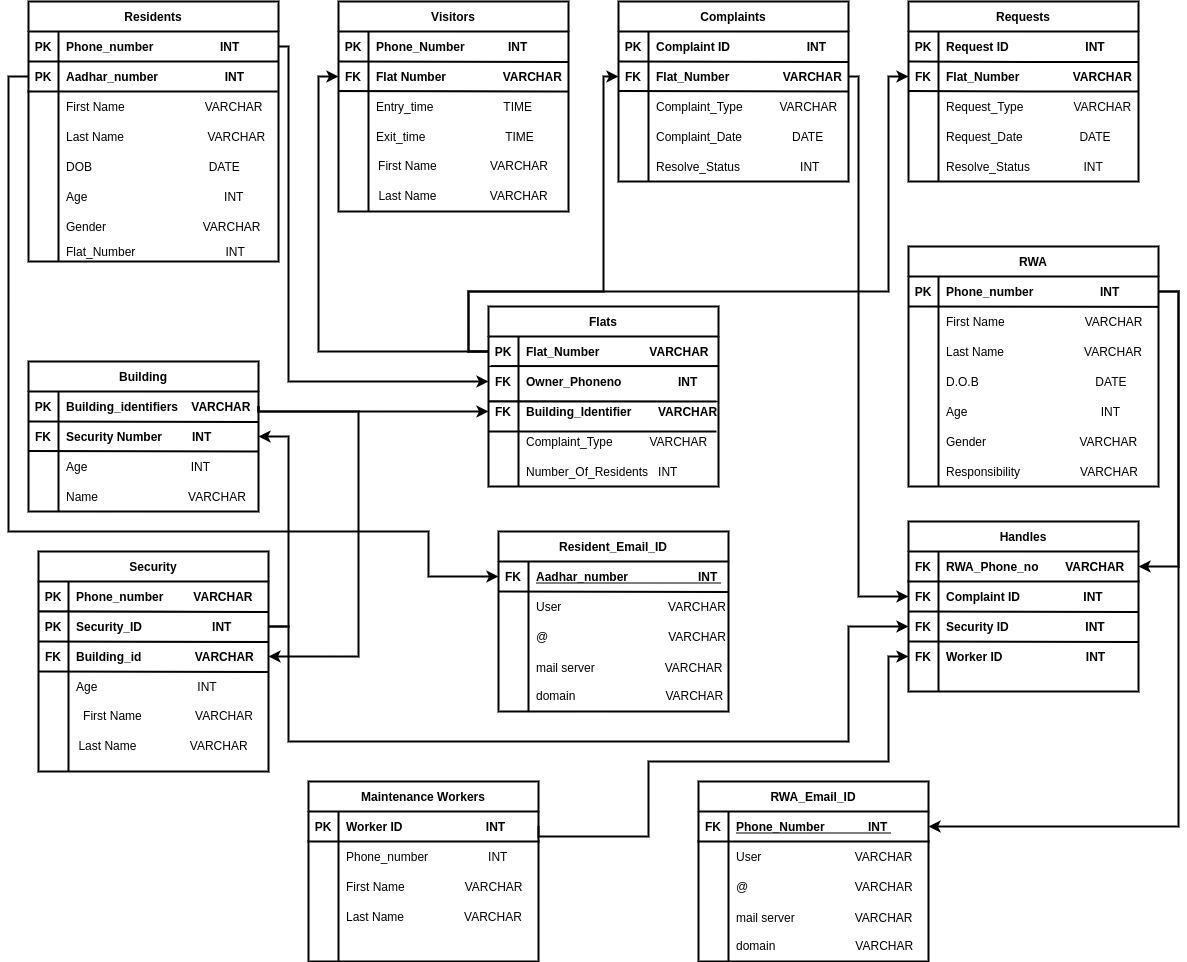 Residents
PK Phone_number INT
PK Aadhar_number INT
First Name VARCHAR
Last Name VARCHAR
DOB DATE
Age INT
Gender VARCHAR
Flat_Number INT
Visitors
PK Phone_Number INT
FK Flat Number VARCHAR
Entry_time TIME
Exit_time TIME
First Name VARCHAR
Last Name VARCHAR
Complaints
PK Complaint ID INT
FK Flat_Number VARCHAR
Complaint_Type VARCHAR
Complaint_Date DATE
Resolve_Status INT
Requests
PK Request ID INT
FK Flat_Number VARCHAR
Request_Type VARCHAR
Request_Date DATE
Resolve_Status INT
RWA
PK Phone_number INT
First Name VARCHAR
Last Name VARCHAR
D.O.B DATE
Age INT
Gender VARCHAR
Responsibility VARCHAR
Flats
PK Flat_Number VARCHAR
FK Owner_Phoneno INT
FK Building_Identifier VARCHAR
Complaint_Type VARCHAR
Number_Of_Residents INT
Building
PK Building_identifiers VARCHAR
FK Security Number INT
Age INT
Name VARCHAR
Security
PK Phone_number VARCHAR
PK Security_ID INT
FK Building_id VARCHAR
Age INT
First Name VARCHAR
Last Name VARCHAR
Resident_Email_ID
FK Aadhar_number INT
User VARCHAR
@ VARCHAR
mail server VARCHAR
domain VARCHAR
Handles
FK RWA_Phone_no VARCHAR
FK Complaint ID INT
FK Security ID INT
FK Worker ID INT
Maintenance Workers
PK Worker ID INT
Phone_number INT
First Name VARCHAR
Last Name VARCHAR
RWA_Email_ID
FK Phone_Number INT
User VARCHAR
@ VARCHAR
mail server VARCHAR
domain VARCHAR